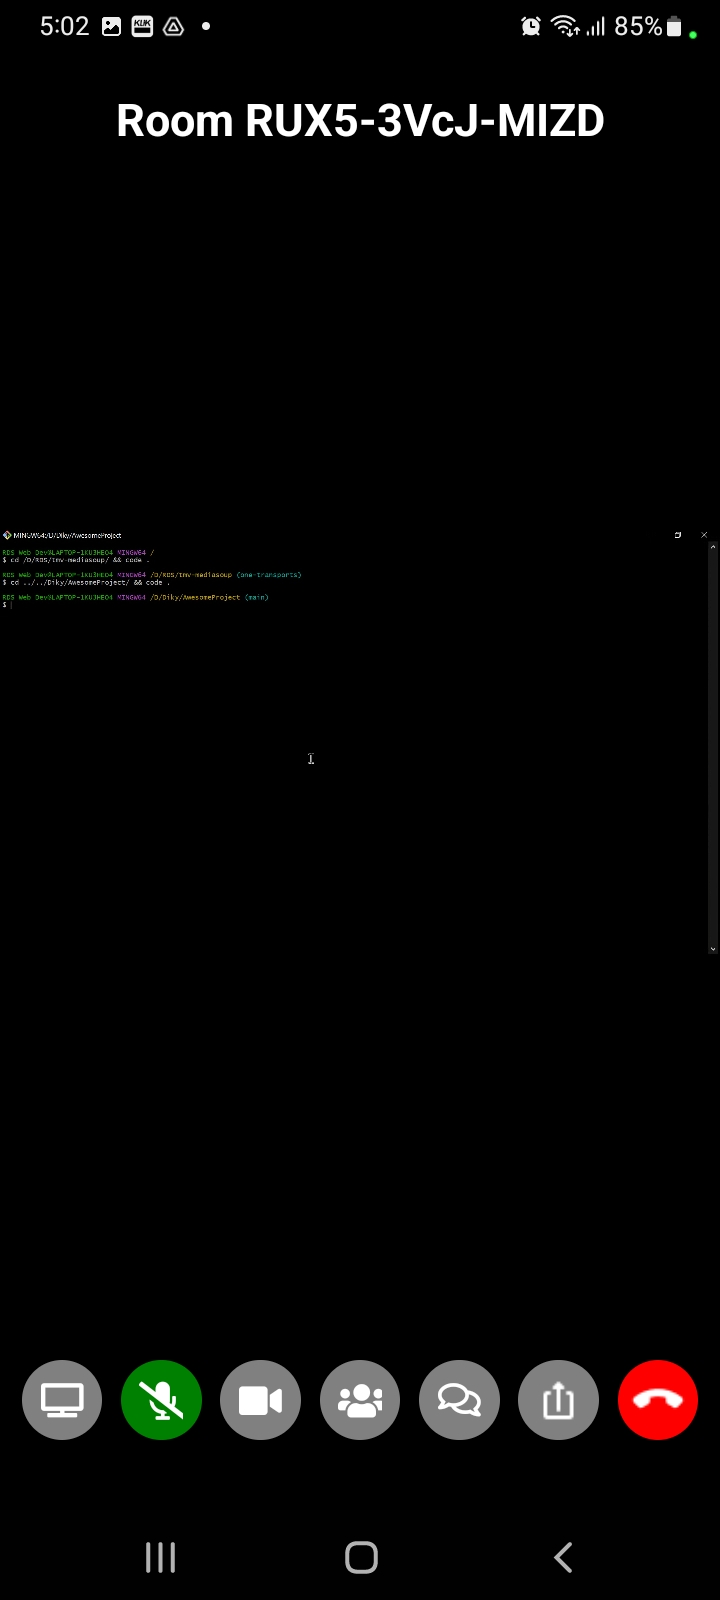 5:02
KUK
85%
Room RUX5-3VcJ-MIZD
MINGW64:/D/Diky/AwesomeProject
RDS Web Dev@LAPTOP-1KU3HEO4 MINGW64 /
$ cd /D/RDS/tmv-mediasoup/ && code .
RDS Web Dev@LAPTOP-1KU3HEO4 MINGW64 /D/RDS/tmv-mediasoup (one-transports)
$ cd ../../Diky/AwesomeProject/ && code .
RDS Web Dev@LAPTOP-1KU3HEO4 MINGW64 /D/Diky/AwesomeProject (main)
$